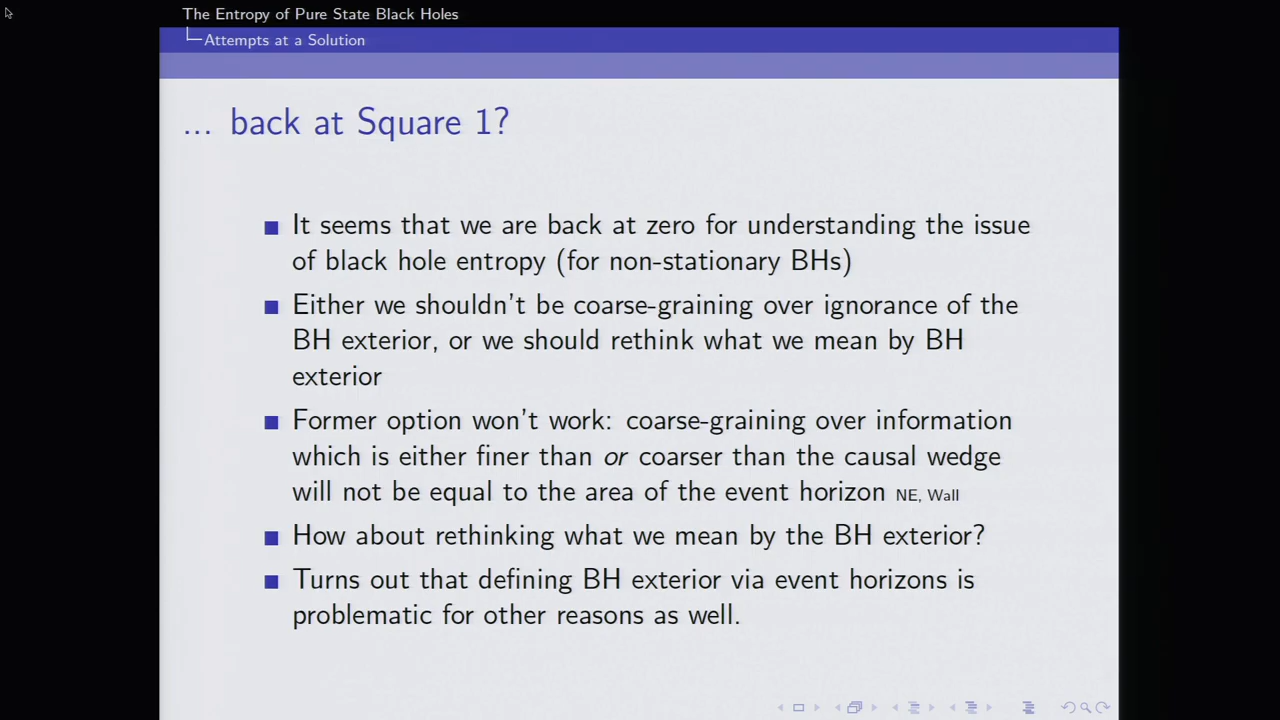 The Entropy of Pure State Black Holes
Attempts at a Solution
... back at Square 1?
It seems that we are back at zero for understanding the issue
of black hole entropy (for non-stationary BHs)
Either we shouldn't be coarse-graining over ignorance of the
BH exterior, or we should rethink what we mean by BH
exterior
Former option won't work: coarse-graining over information
which is either finer than or coarser than the causal wedge
will not be equal to the area of the event horizon NE, Wall
How about rethinking what we mean by the BH exterior?
Turns out that defining BH exterior via event horizons is
problematic for other reasons as well.